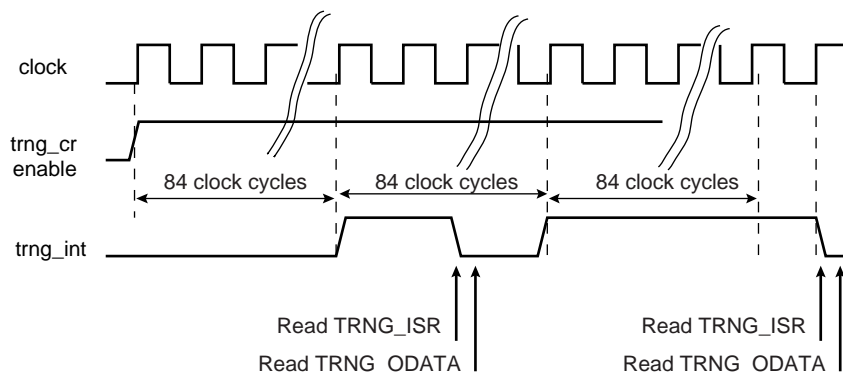 clock
trng_cr
enable
84 clock cycles
84 clock cycles
84 clock cycles
trng_int
Read TRNG_ISR
Read TRNG_ISR
Read TRNG_ODATA
Read TRNG_ODATA